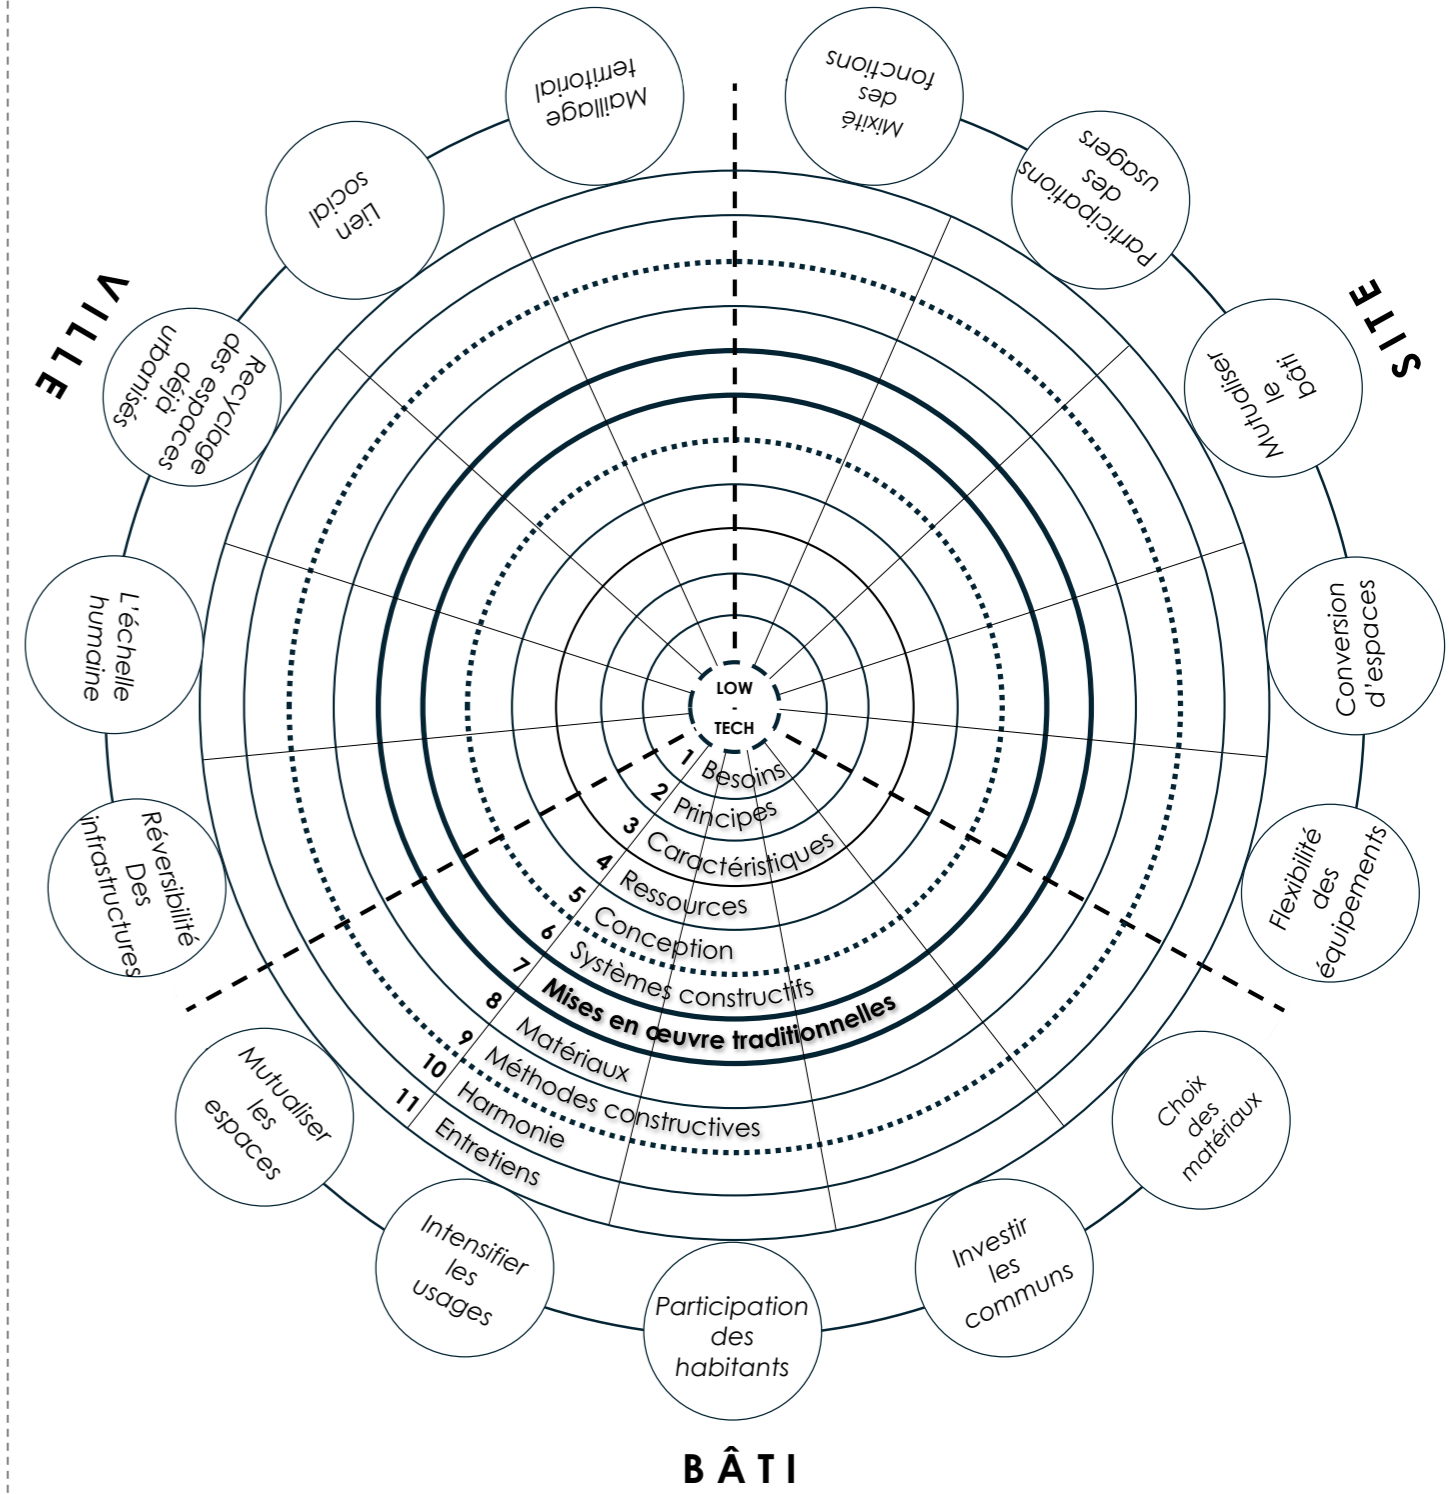 Maillage
territorial
Mixité
des
fonctions
Lien
social
Participations
des
usagers
VILLE
SITE
Recyclage
des espaces
déjà
urbanisés
Mutualiser
le
bâti
L'échelle
humaine
Conversion
d'espaces
Réversibilité
Des
infrastructures
Flexibilité
des
équipements
LOW
-
TECH
1 Besoins
2 Principes
3 Caractéristiques
4 Ressources
5 Conception
6 Systèmes constructifs
7 Mises en œuvre traditionnelles
8 Matériaux
9 Méthodes constructives
10 Harmonie
11 Entretiens
Mutualiser
les
espaces
Choix
des
matériaux
Intensifier
les
usages
Investir
les
communs
Participation
des
habitants
BÂTI